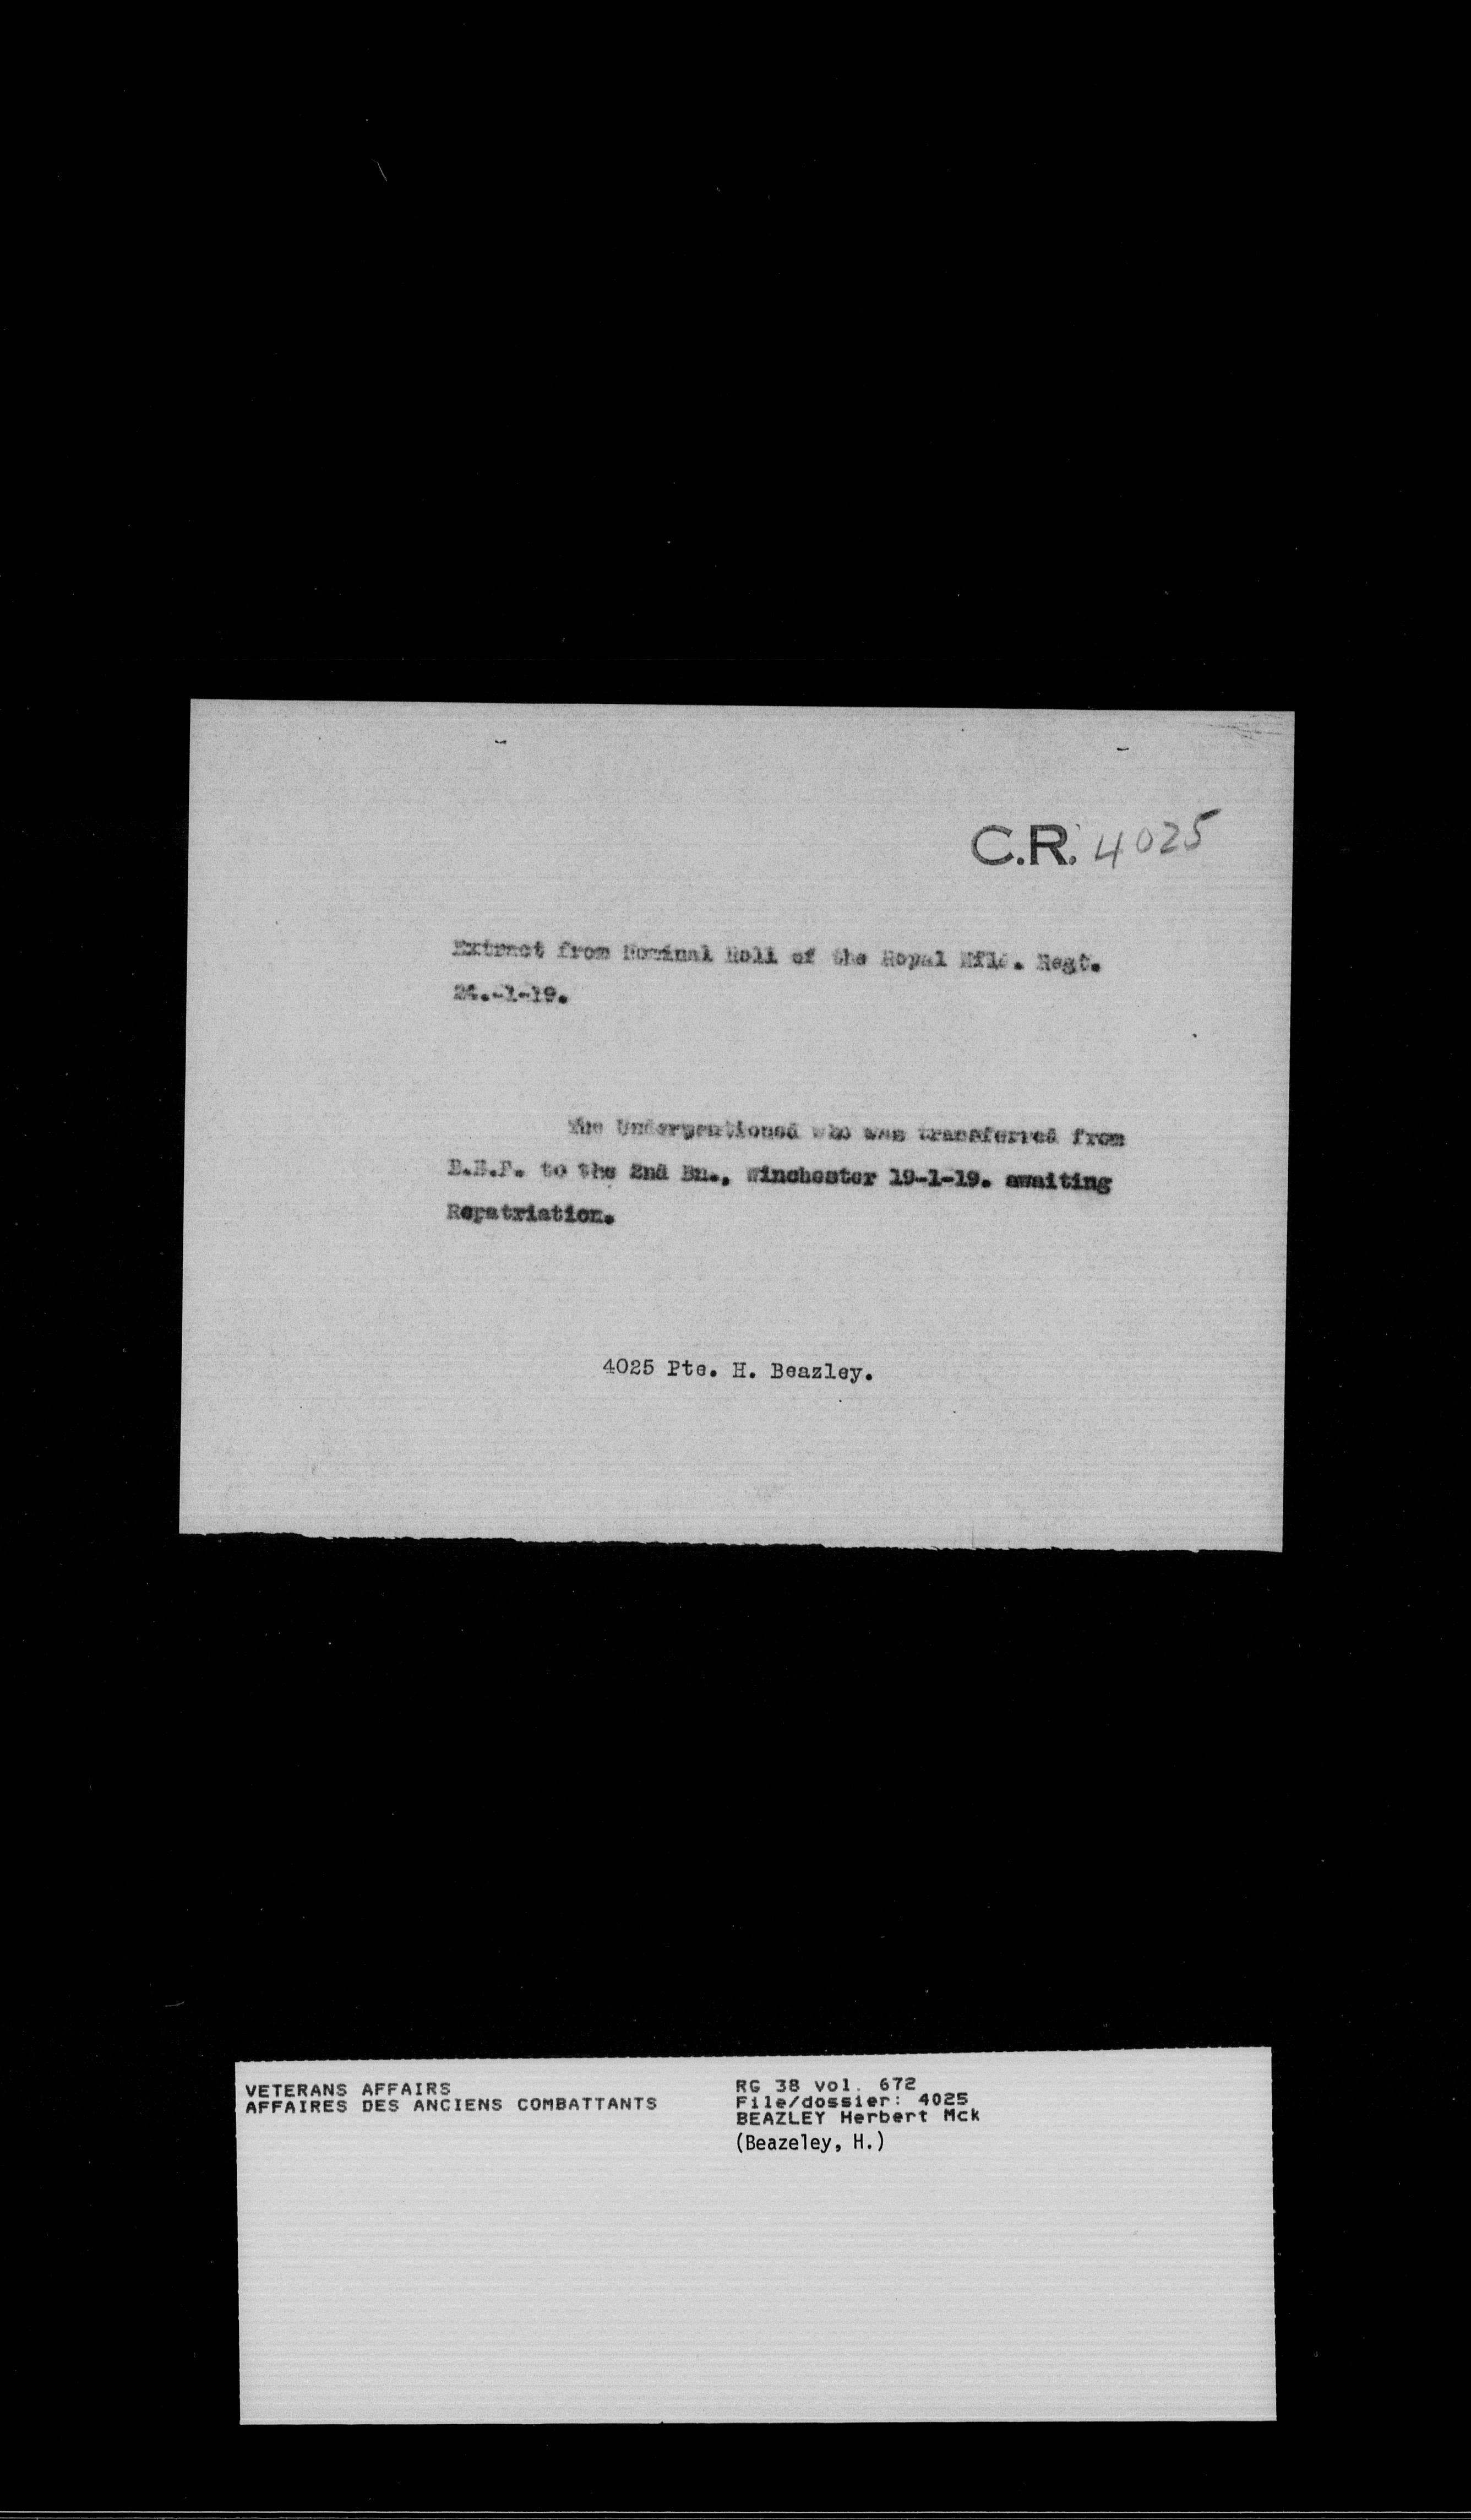 C.R. 4025
Extract from Nominal Roll of the Royal Nfld. Regt.
24.-1-19.
The Undermentioned who was transferred from
B.E.F. to the 2nd Bn., Winchester 19-1-19. awaiting
Repatriation.
4025 Pte. H. Beazley.
VETERANS AFFAIRS
AFFAIRES DES ANCIENS COMBATTANTS
RG 38 vol. 672
File/dossier: 4025
BEAZLEY Herbert Mck
(Beazeley, H.)